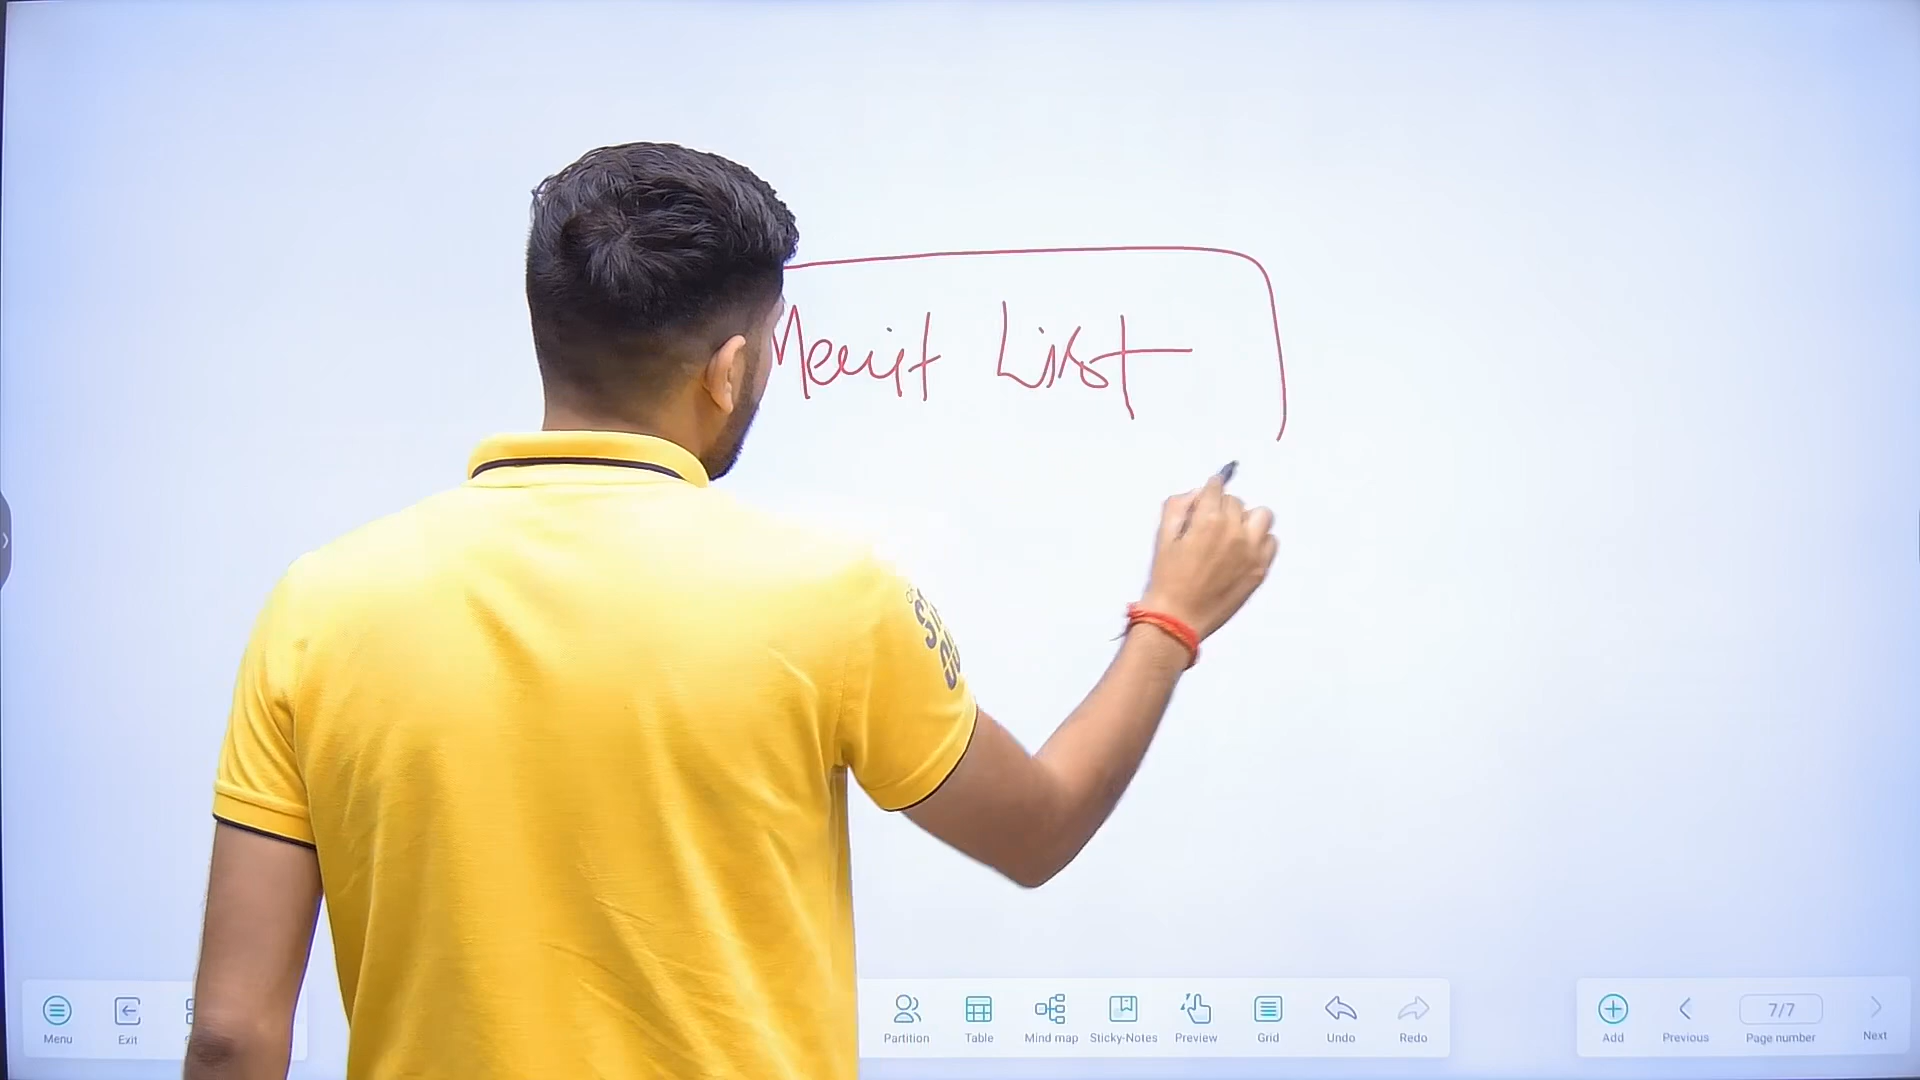 Merit List
Menu
Exit
Partition
Table
Mind map
Sticky-Notes
Preview
Grid
Undo
Redo
Add
Previous
7/7
Page number
Next